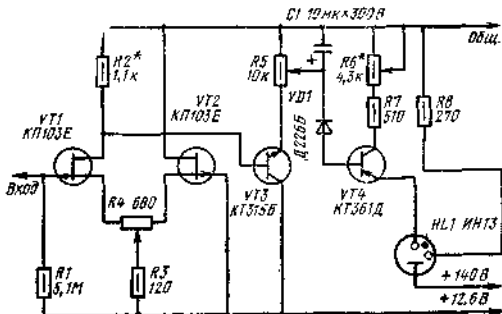 C1 10мк×300В
Общ.
R2*
1,1к
R5
10к
R6*
4,3к
VT1
КП103Е
VT2
КП103Е
VD1
Д226Б
R7
510
R8
270
Вход
R4 680
VT3
КТ315Б
VT4
КТ361Д
HL1 ИН13
R1
5,1М
R3
120
+140В
+12,6В